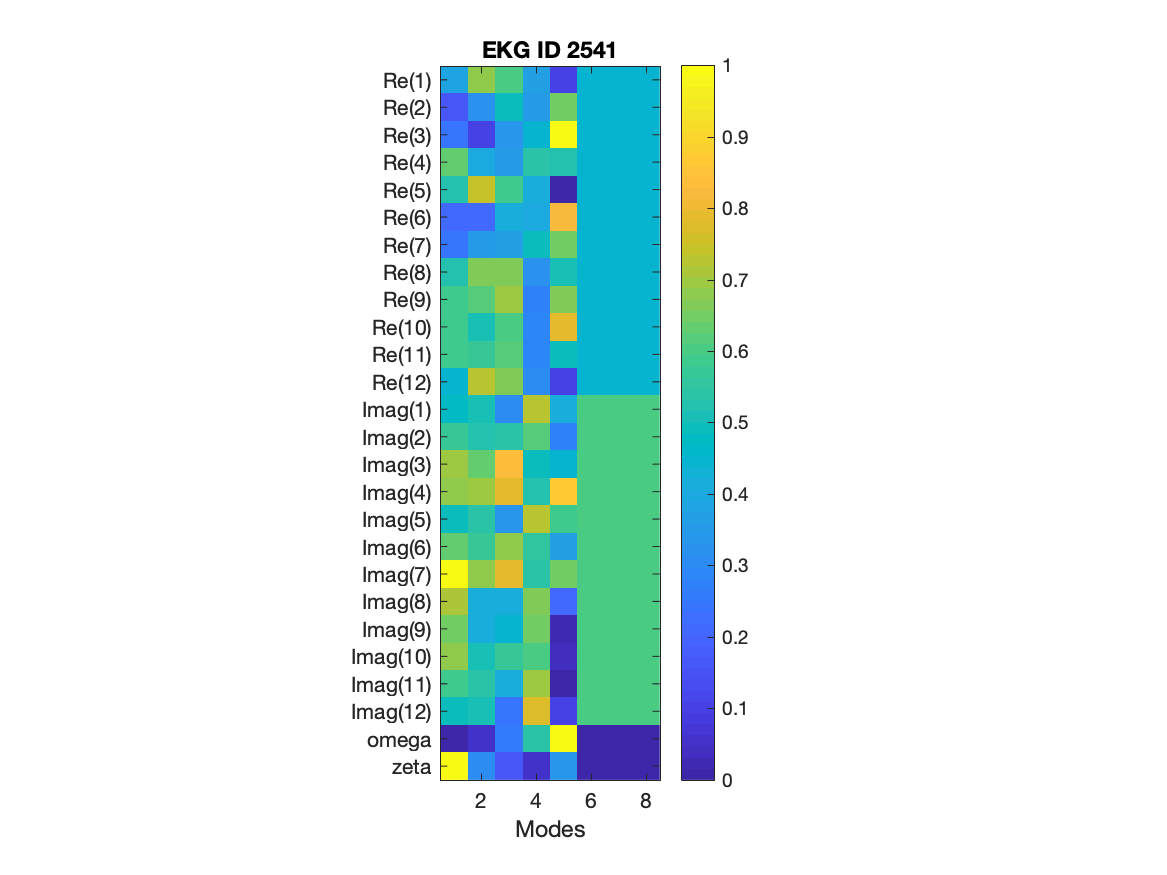 EKG ID 2541
Re(1)
Re(2)
Re(3)
Re(4)
Re(5)
Re(6)
Re(7)
Re(8)
Re(9)
Re(10)
Re(11)
Re(12)
Imag(1)
Imag(2)
Imag(3)
Imag(4)
Imag(5)
Imag(6)
Imag(7)
Imag(8)
Imag(9)
Imag(10)
Imag(11)
Imag(12)
omega
zeta
2 4 6 8
Modes
1
0.9
0.8
0.7
0.6
0.5
0.4
0.3
0.2
0.1
0